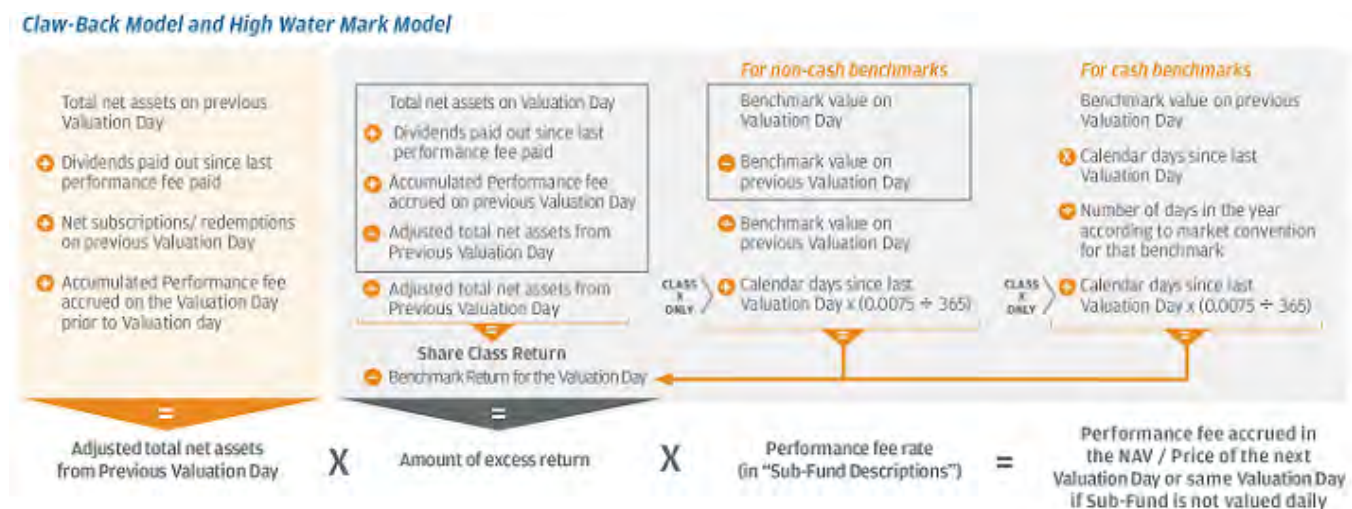 Claw-Back Model and High Water Mark Model
Total net assets on previous
Valuation Day
+ Dividends paid out since last
performance fee paid
+ Net subscriptions/ redemptions
on previous Valuation Day
+ Accumulated Performance fee
accrued on the Valuation Day
prior to Valuation day
=
Adjusted total net assets
from Previous Valuation Day
X
Total net assets on Valuation Day
+ Dividends paid out since last
performance fee paid
+ Accumulated Performance fee
accrued on previous Valuation Day
Adjusted total net assets from
Previous Valuation Day
Adjusted total net assets from
Previous Valuation Day
=
Share Class Return
− Benchmark Return for the Valuation Day
=
Amount of excess return
X
For non-cash benchmarks
Benchmark value on
Valuation Day
− Benchmark value on
previous Valuation Day
Benchmark value on
previous Valuation Day
CLASS
X
ONLY
+ Calendar days since last
Valuation Day x (0.0075 ÷ 365)
=
Performance fee rate
(in “Sub-Fund Descriptions”)
=
For cash benchmarks
Benchmark value on previous
Valuation Day
X Calendar days since last
Valuation Day
Number of days in the year
according to market convention
for that benchmark
CLASS
X
ONLY
+ Calendar days since last
Valuation Day x (0.0075 ÷ 365)
=
Performance fee accrued in
the NAV / Price of the next
Valuation Day or same Valuation Day
if Sub-Fund is not valued daily